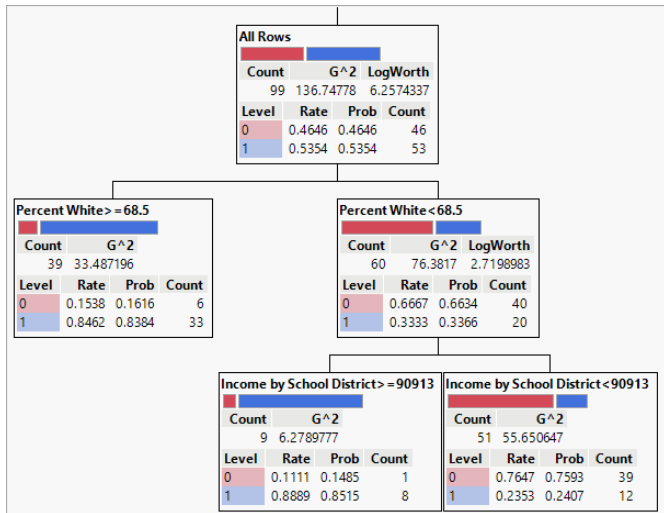 All Rows
Count G^2 LogWorth
99 136.74778 6.2574337
Level Rate Prob Count
0 0.4646 0.4646 46
1 0.5354 0.5354 53
Percent White>=68.5
Count G^2
39 33.487196
Level Rate Prob Count
0 0.1538 0.1616 6
1 0.8462 0.8384 33
Percent White<68.5
Count G^2 LogWorth
60 76.3817 2.7198983
Level Rate Prob Count
0 0.6667 0.6634 40
1 0.3333 0.3366 20
Income by School District>=90913
Count G^2
9 6.2789777
Level Rate Prob Count
0 0.1111 0.1485 1
1 0.8889 0.8515 8
Income by School District<90913
Count G^2
51 55.650647
Level Rate Prob Count
0 0.7647 0.7593 39
1 0.2353 0.2407 12